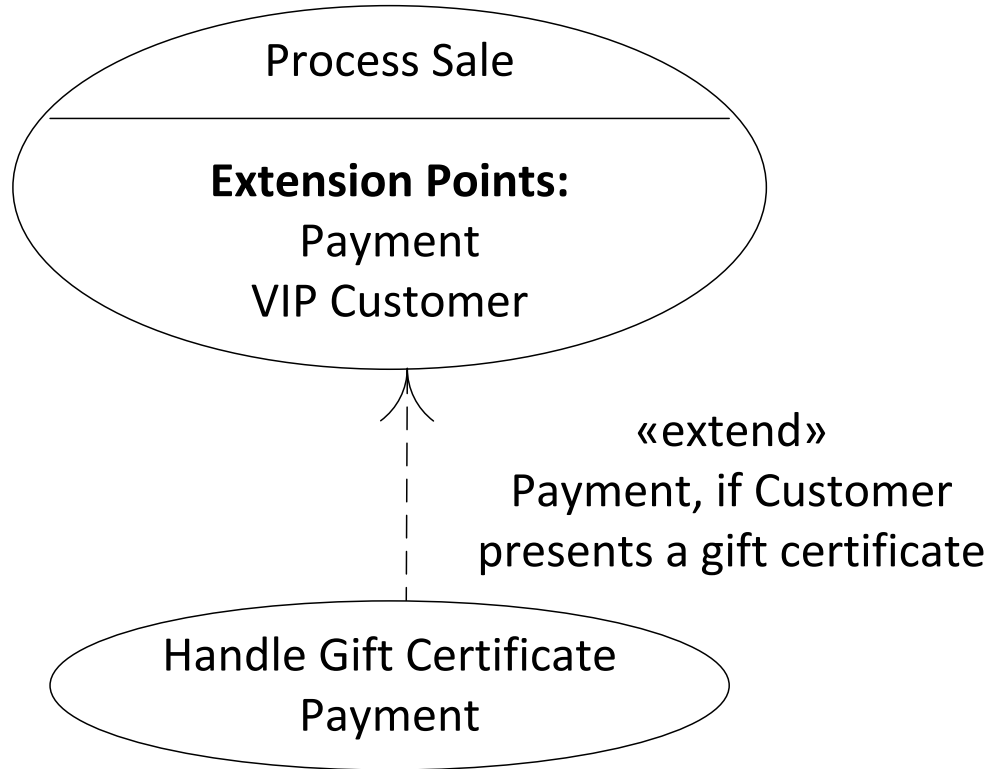 Process Sale
Extension Points:
Payment
VIP Customer
«extend»
Payment, if Customer
presents a gift certificate
Handle Gift Certificate
Payment